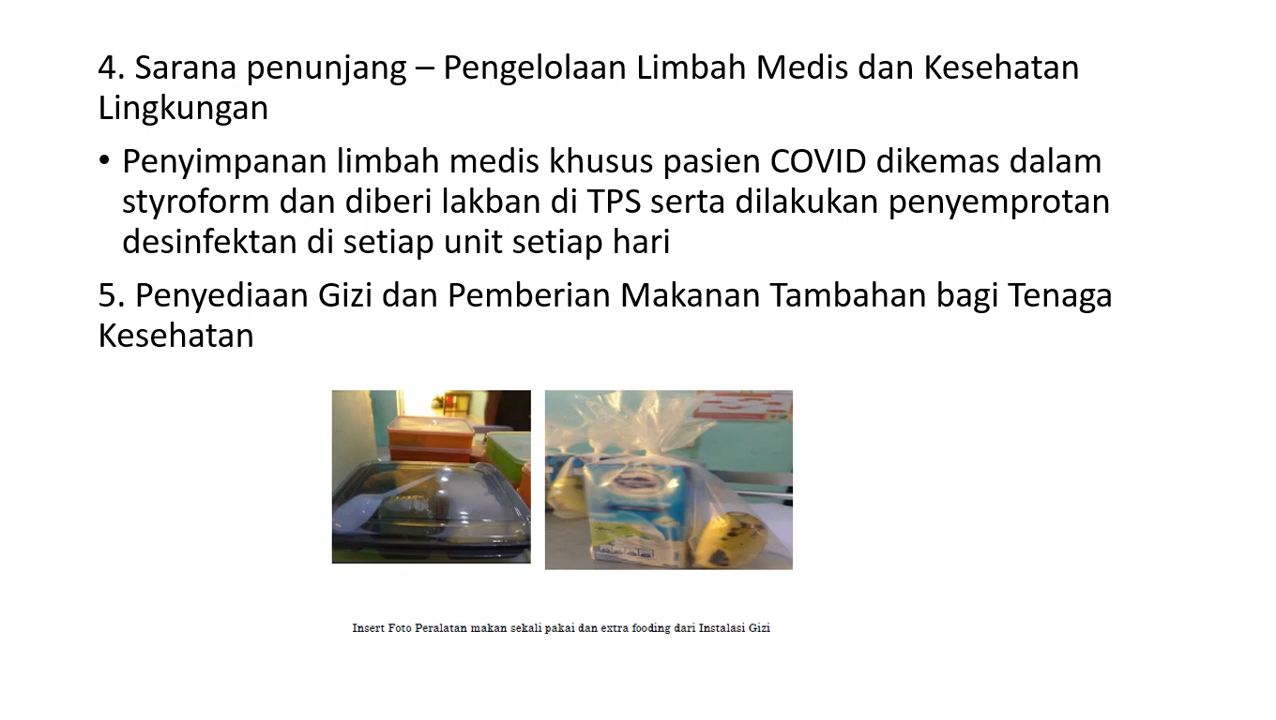 4. Sarana penunjang – Pengelolaan Limbah Medis dan Kesehatan
Lingkungan
• Penyimpanan limbah medis khusus pasien COVID dikemas dalam
styroform dan diberi lakban di TPS serta dilakukan penyemprotan
desinfektan di setiap unit setiap hari
5. Penyediaan Gizi dan Pemberian Makanan Tambahan bagi Tenaga
Kesehatan
Insert Foto Peralatan makan sekali pakai dan extra fooding dari Instalasi Gizi